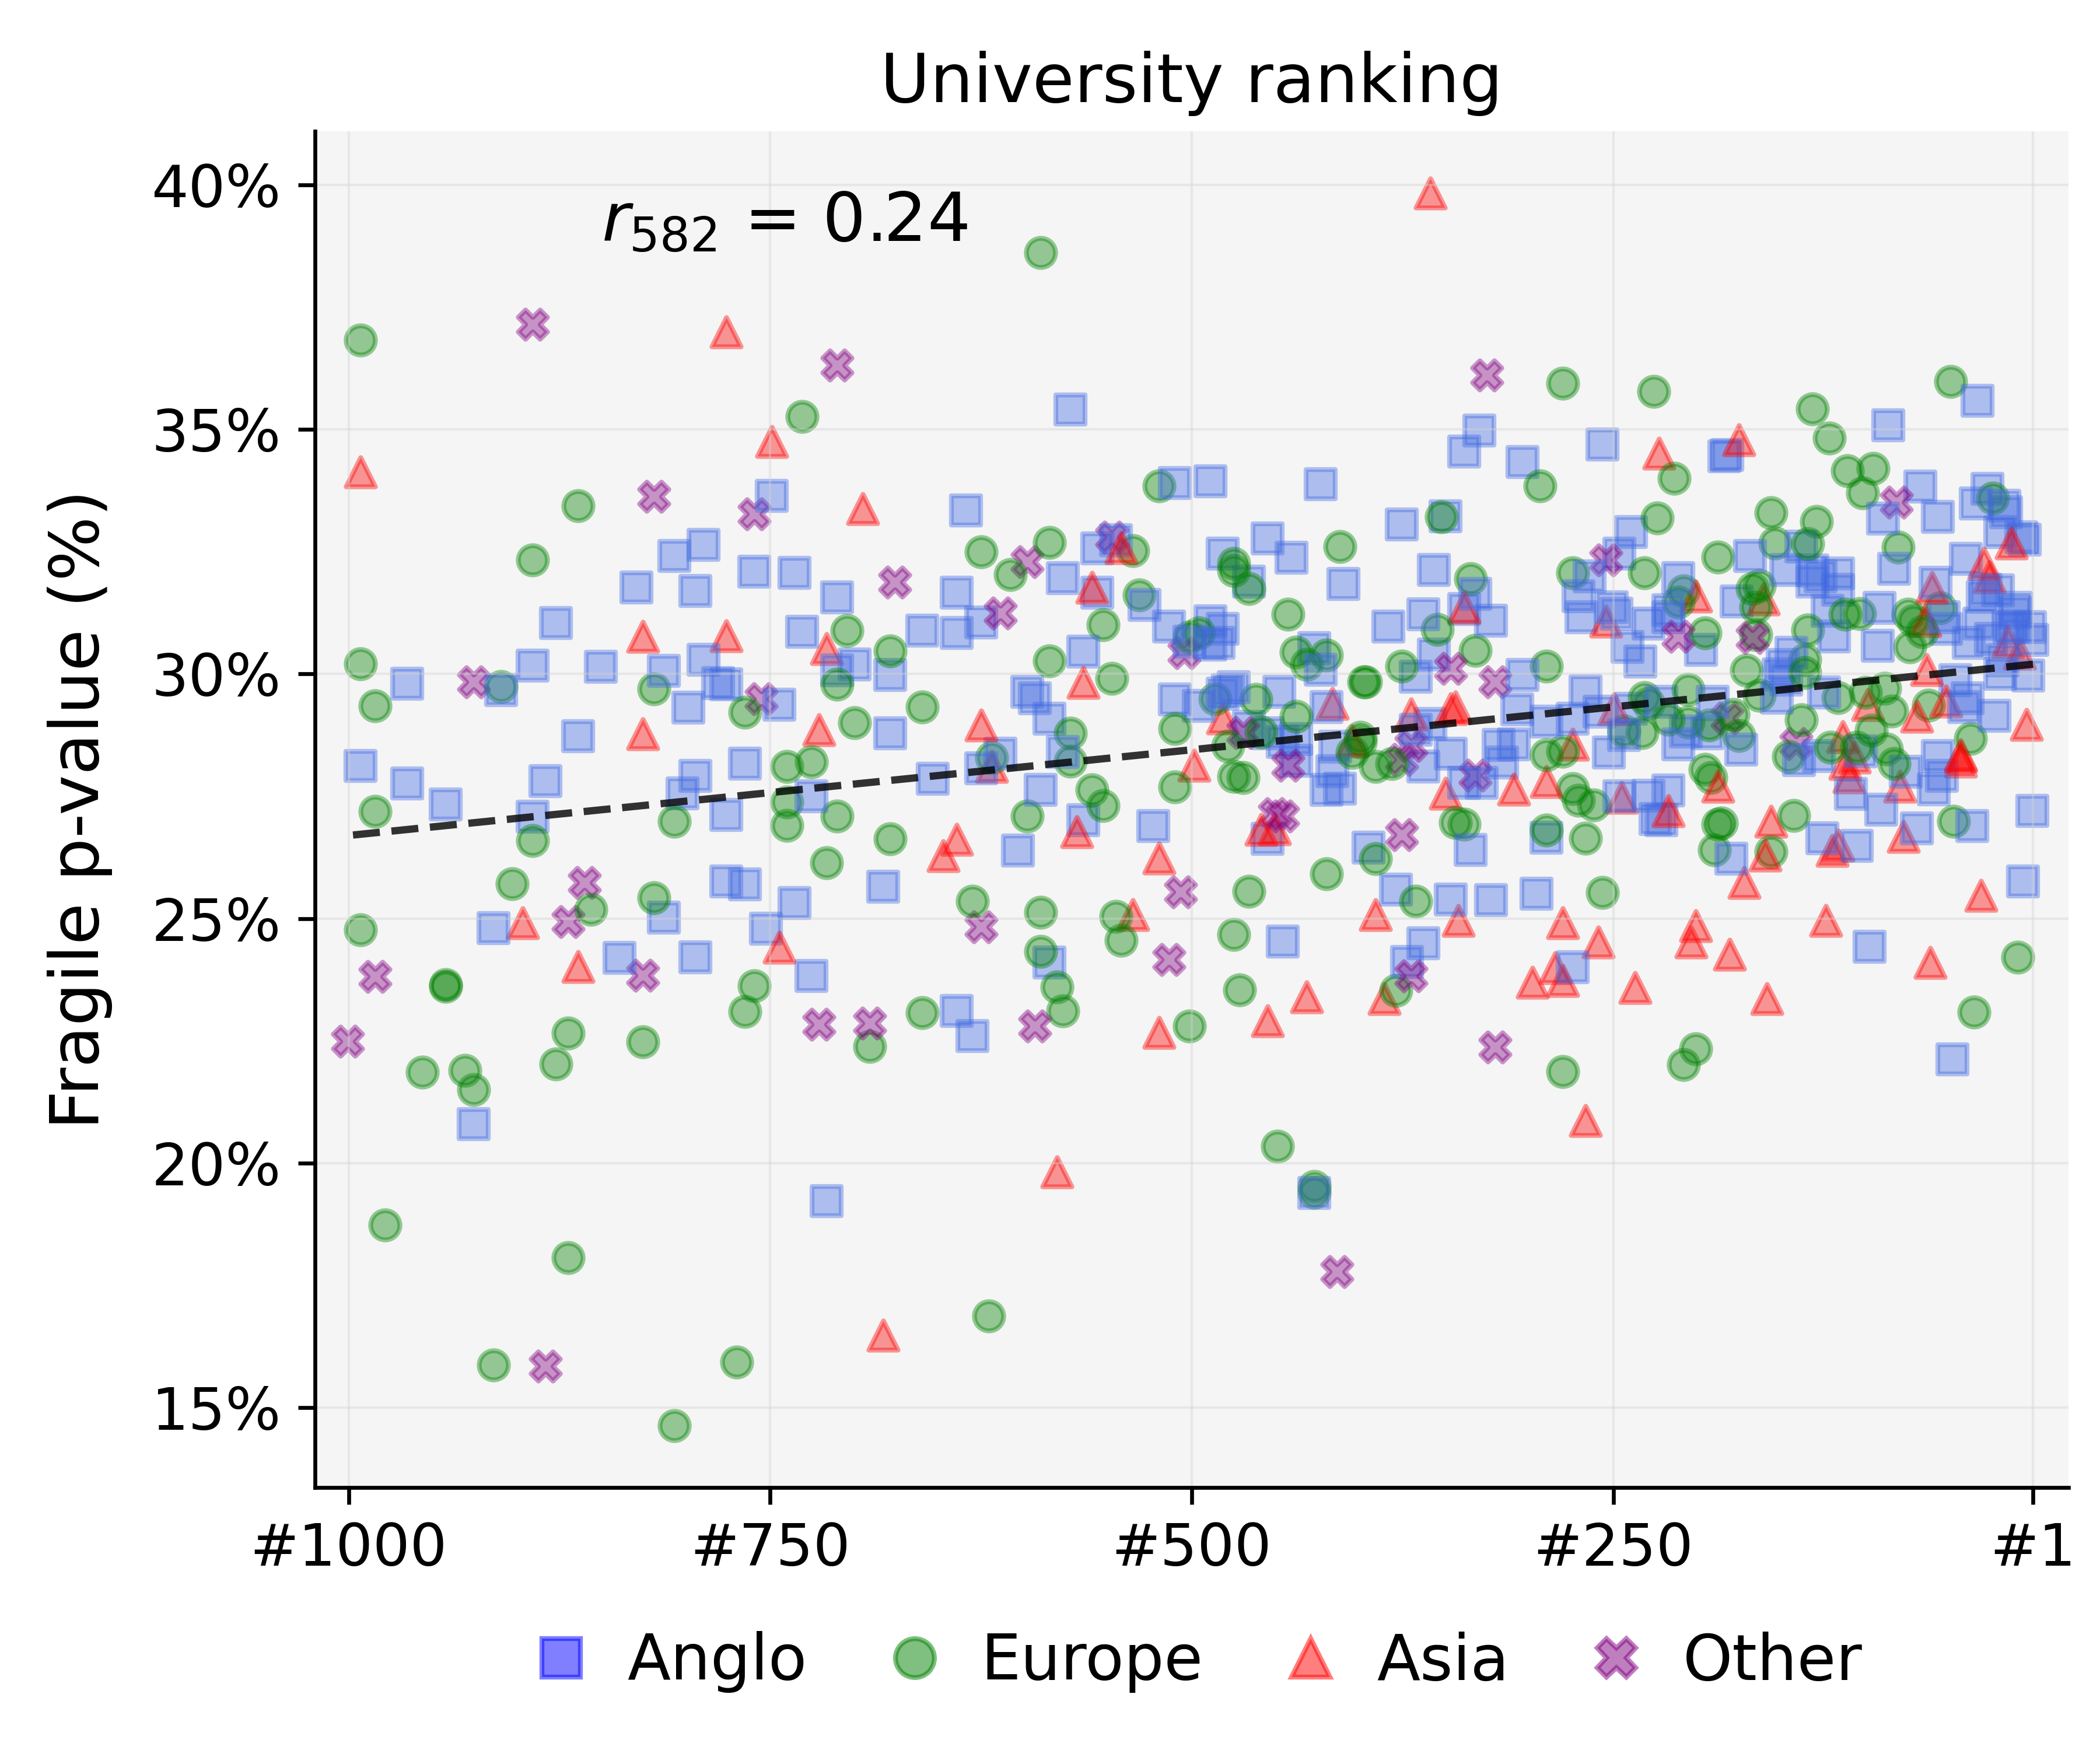 University ranking
r₅₈₂ = 0.24
Fragile p-value (%)
40%
35%
30%
25%
20%
15%
#1000 #750 #500 #250 #1
Anglo Europe Asia Other